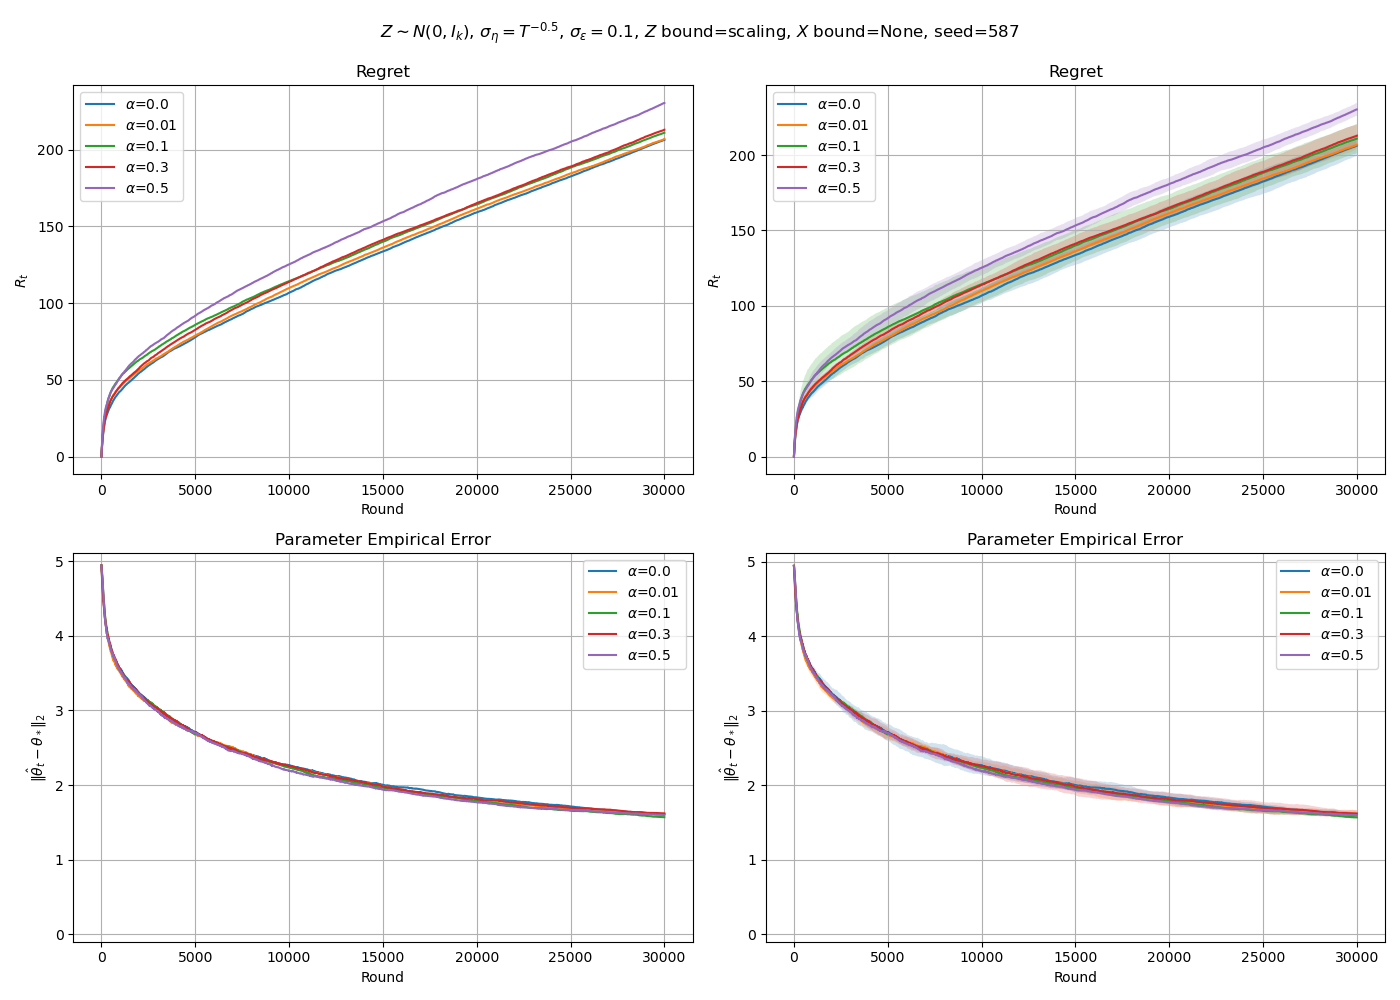 Z ~ N(0, I_k), σ_η = T^{-0.5}, σ_ε = 0.1, Z bound=scaling, X bound=None, seed=587
Regret
R_t
200
150
100
50
0
α=0.0
α=0.01
α=0.1
α=0.3
α=0.5
0 5000 10000 15000 20000 25000 30000
Round
Regret
R_t
200
150
100
50
0
α=0.0
α=0.01
α=0.1
α=0.3
α=0.5
0 5000 10000 15000 20000 25000 30000
Round
Parameter Empirical Error
‖θ̂_t − θ_*‖_2
5
4
3
2
1
0
α=0.0
α=0.01
α=0.1
α=0.3
α=0.5
0 5000 10000 15000 20000 25000 30000
Round
Parameter Empirical Error
‖θ̂_t − θ_*‖_2
5
4
3
2
1
0
α=0.0
α=0.01
α=0.1
α=0.3
α=0.5
0 5000 10000 15000 20000 25000 30000
Round